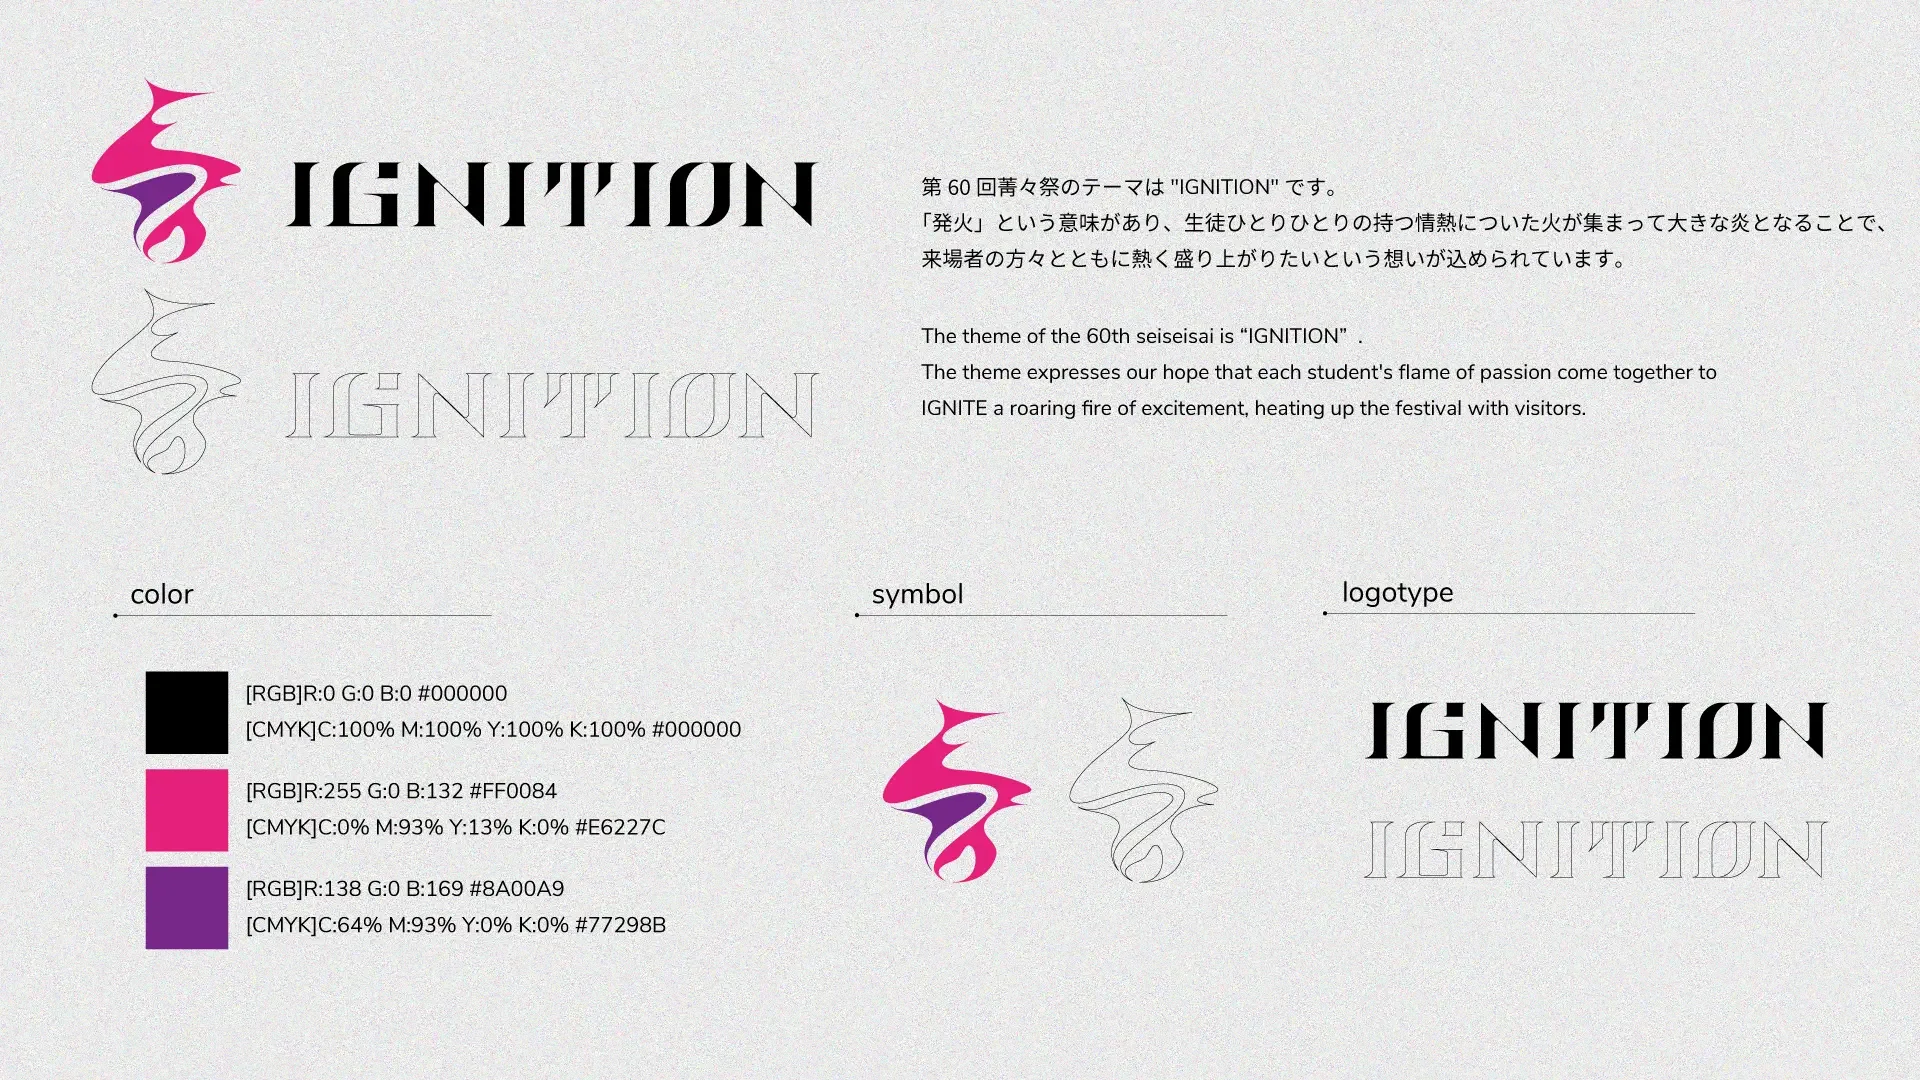 IGNITION
IGNITION
第 60 回菁々祭のテーマは "IGNITION" です。
「発火」という意味があり、生徒ひとりひとりの持つ情熱についた火が集まって大きな炎となることで、
来場者の方々とともに熱く盛り上がりたいという想いが込められています。
The theme of the 60th seiseisai is “IGNITION” .
The theme expresses our hope that each student's flame of passion come together to
IGNITE a roaring fire of excitement, heating up the festival with visitors.
color
[RGB]R:0 G:0 B:0 #000000
[CMYK]C:100% M:100% Y:100% K:100% #000000
[RGB]R:255 G:0 B:132 #FF0084
[CMYK]C:0% M:93% Y:13% K:0% #E6227C
[RGB]R:138 G:0 B:169 #8A00A9
[CMYK]C:64% M:93% Y:0% K:0% #77298B
symbol
logotype
IGNITION
IGNITION